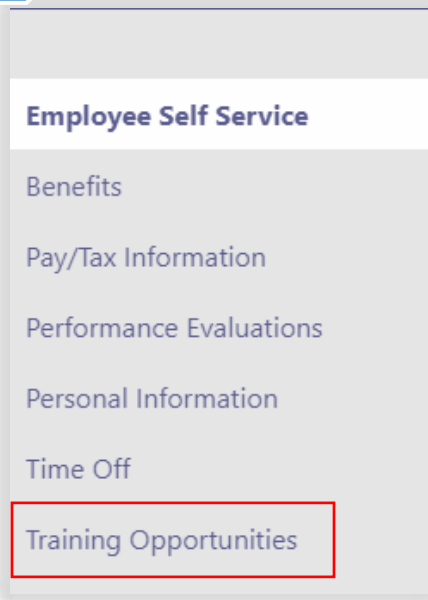 Employee Self Service
Benefits
Pay/Tax Information
Performance Evaluations
Personal Information
Time Off
Training Opportunities